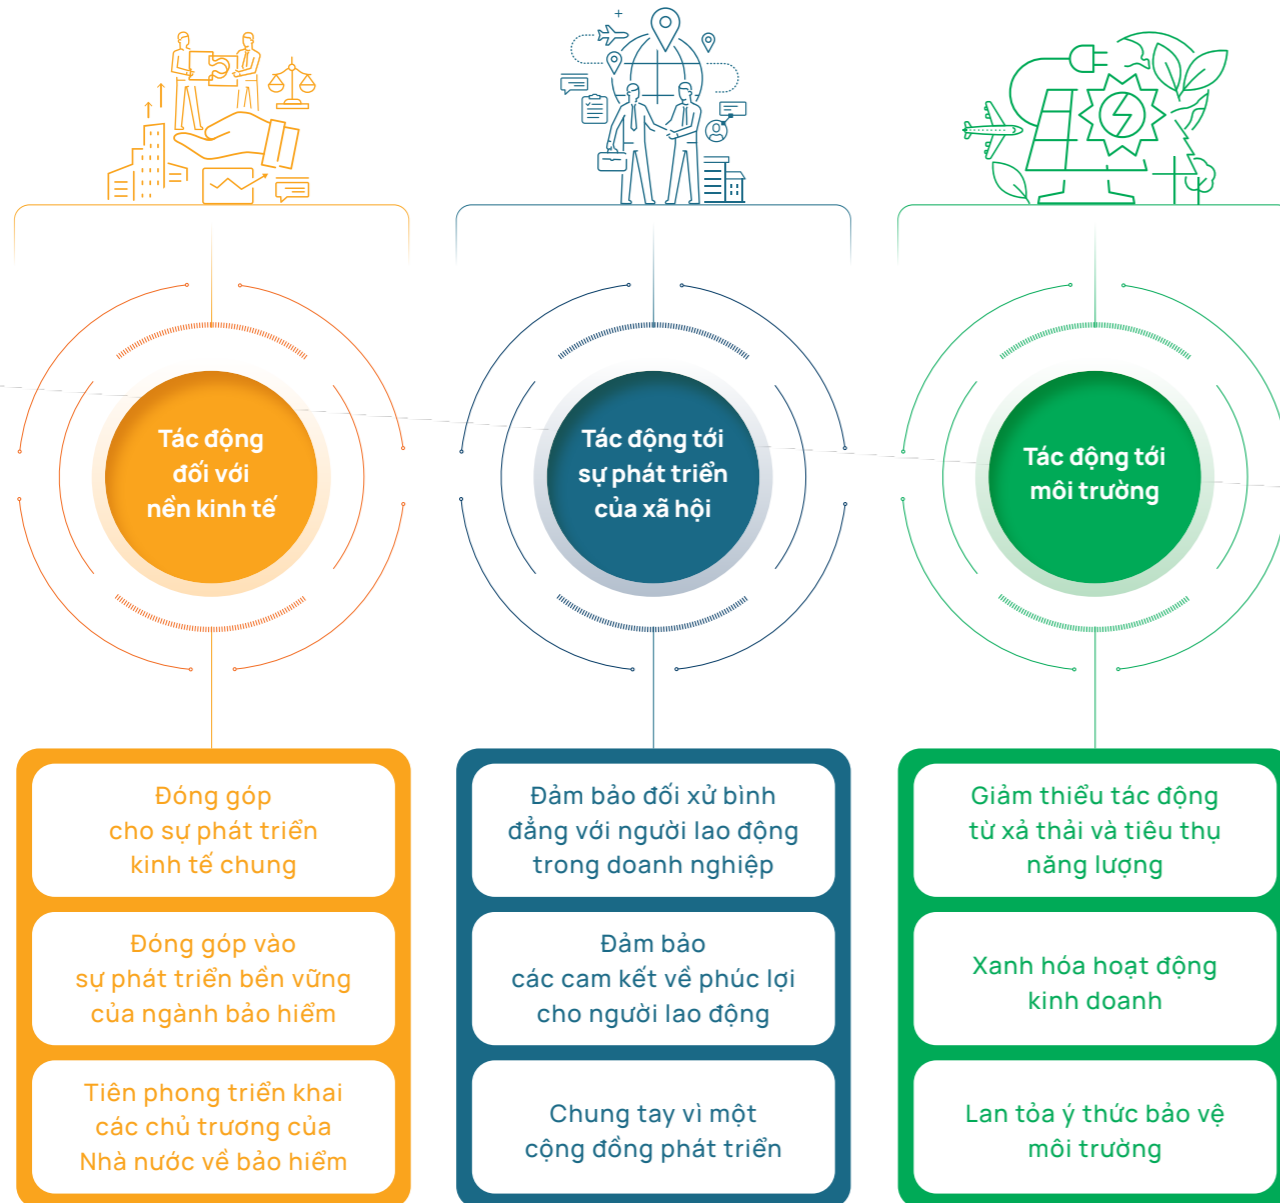 Tác động
đối với
nền kinh tế
Tác động tới
sự phát triển
của xã hội
Tác động tới
môi trường
Đóng góp
cho sự phát triển
kinh tế chung
Đóng góp vào
sự phát triển bền vững
của ngành bảo hiểm
Tiên phong triển khai
các chủ trương của
Nhà nước về bảo hiểm
Đảm bảo đối xử bình
đẳng với người lao động
trong doanh nghiệp
Đảm bảo
các cam kết về phúc lợi
cho người lao động
Chung tay vì một
cộng đồng phát triển
Giảm thiểu tác động
từ xả thải và tiêu thụ
năng lượng
Xanh hóa hoạt động
kinh doanh
Lan tỏa ý thức bảo vệ
môi trường